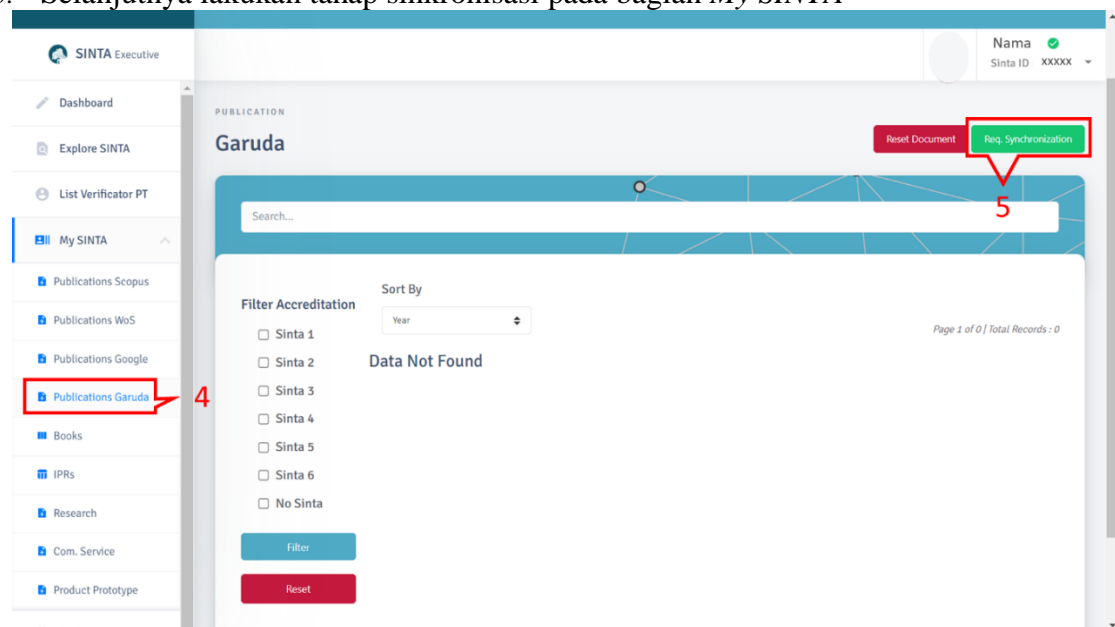 Selanjutnya lakukan tahap sinkronisasi pada bagian My SINTA
SINTA Executive
Nama
Sinta ID XXXXX
Dashboard
Explore SINTA
List Verificator PT
My SINTA
Publications Scopus
Publications WoS
Publications Google
Publications Garuda
4
Books
IPRs
Research
Com. Service
Product Prototype
PUBLICATION
Garuda
Reset Document
Req. Synchronization
5
Search...
Filter Accreditation
Sinta 1
Sinta 2
Sinta 3
Sinta 4
Sinta 5
Sinta 6
No Sinta
Filter
Reset
Sort By
Year
Page 1 of 0 | Total Records : 0
Data Not Found